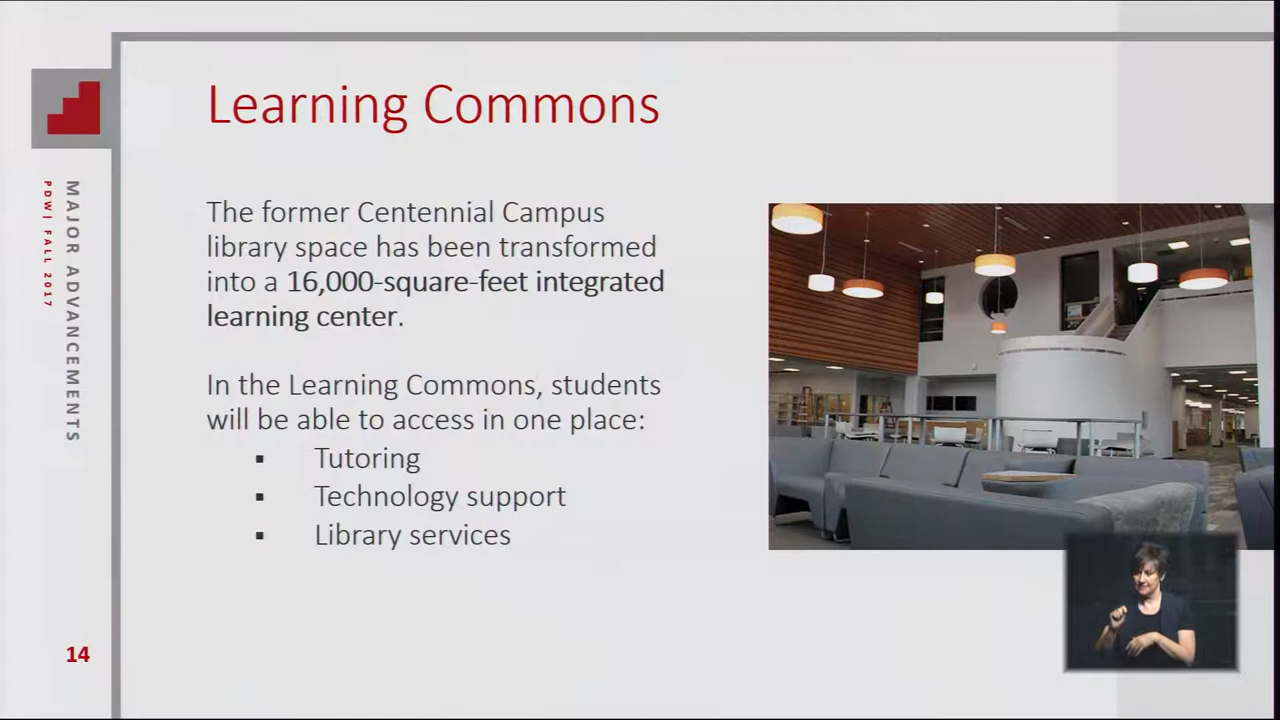 Learning Commons
MAJOR ADVANCEMENTS
PDW| FALL 2017
The former Centennial Campus
library space has been transformed
into a 16,000-square-feet integrated
learning center.
In the Learning Commons, students
will be able to access in one place:
▪ Tutoring
▪ Technology support
▪ Library services
14